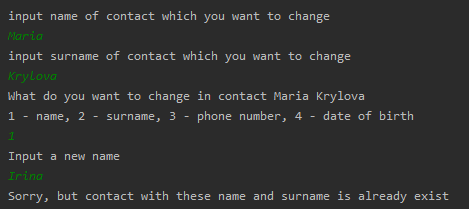 input name of contact which you want to change
Maria
input surname of contact which you want to change
Krylova
What do you want to change in contact Maria Krylova
1 - name, 2 - surname, 3 - phone number, 4 - date of birth
1
Input a new name
Irina
Sorry, but contact with these name and surname is already exist